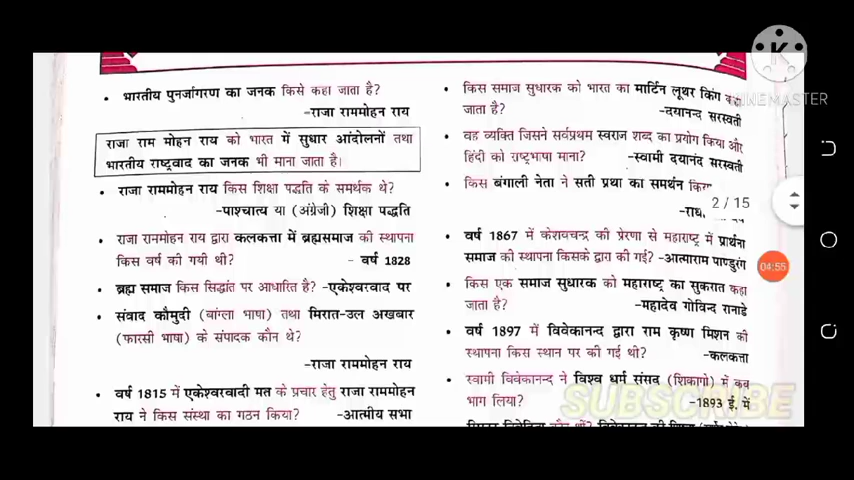 भारतीय पुनर्जागरण का जनक किसे कहा जाता है?
-राजा राममोहन राय
राजा राम मोहन राय को भारत में सुधार आंदोलनों तथा
भारतीय राष्ट्रवाद का जनक भी माना जाता है।
राजा राममोहन राय किस शिक्षा पद्धति के समर्थक थे?
-पाश्चात्य या (अंग्रेजी) शिक्षा पद्धति
राजा राममोहन राय द्वारा कलकत्ता में ब्रह्मसमाज की स्थापना
किस वर्ष की गयी थी? - वर्ष 1828
ब्रह्म समाज किस सिद्धांत पर आधारित है? -एकेश्वरवाद पर
संवाद कौमुदी (बांग्ला भाषा) तथा मिरात-उल अखबार
(फारसी भाषा) के संपादक कौन थे?
-राजा राममोहन राय
वर्ष 1815 में एकेश्वरवादी मत के प्रचार हेतु राजा राममोहन
राय ने किस संस्था का गठन किया? -आत्मीय सभा
किस समाज सुधारक को भारत का मार्टिन लूथर किंग कहा
जाता है? -दयानन्द सरस्वती
वह व्यक्ति जिसने सर्वप्रथम स्वराज शब्द का प्रयोग किया और
हिंदी को राष्ट्रभाषा माना? -स्वामी दयानंद सरस्वती
किस बंगाली नेता ने सती प्रथा का समर्थन
वर्ष 1867 में केशवचन्द्र की प्रेरणा से महाराष्ट्र में प्रार्थना
समाज की स्थापना किसके द्वारा की गई? -आत्माराम पाण्डुरंग
किस एक समाज सुधारक को महाराष्ट्र का सुकरात कहा
जाता है? -महादेव गोविन्द रानाडे
वर्ष 1897 में विवेकानन्द द्वारा राम कृष्ण मिशन की
स्थापना किस स्थान पर की गई थी? -कलकत्ता
स्वामी विवेकानन्द ने विश्व धर्म संसद (शिकागो) में कब
भाग लिया? -1893 ई. में
2 / 15
04:55
KINEMASTER
SUBSCRIBE